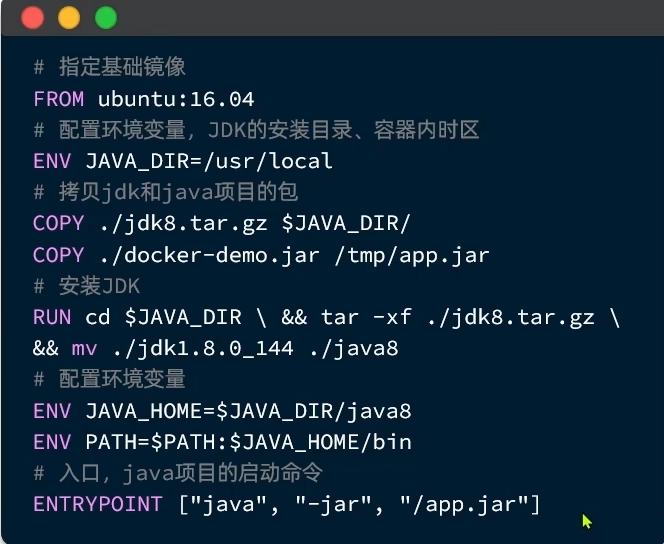 # 指定基础镜像
FROM ubuntu:16.04
# 配置环境变量，JDK的安装目录、容器内时区
ENV JAVA_DIR=/usr/local
# 拷贝jdk和java项目的包
COPY ./jdk8.tar.gz $JAVA_DIR/
COPY ./docker-demo.jar /tmp/app.jar
# 安装JDK
RUN cd $JAVA_DIR \ && tar -xf ./jdk8.tar.gz \
&& mv ./jdk1.8.0_144 ./java8
# 配置环境变量
ENV JAVA_HOME=$JAVA_DIR/java8
ENV PATH=$PATH:$JAVA_HOME/bin
# 入口，java项目的启动命令
ENTRYPOINT ["java", "-jar", "/app.jar"]